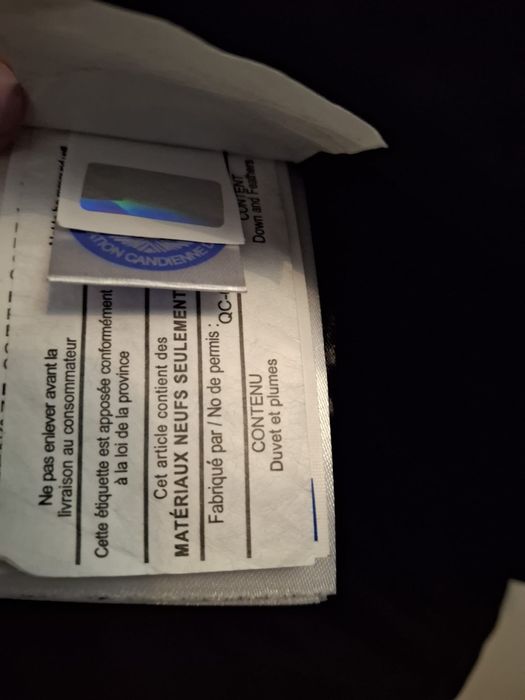 Ne pas enlever avant la
livraison au consommateur
Cette étiquette est apposée conformément
à la loi de la province
Cet article contient des
MATÉRIAUX NEUFS SEULEMENT
Fabriqué par / No de permis :
QC-
CONTENU
Duvet et plumes
CONTENT
Down and Feathers
CANDIENNE